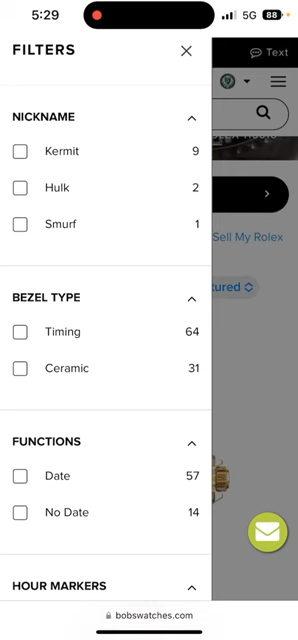 5:29
5G 88
FILTERS
Text
NICKNAME
Kermit 9
Hulk 2
Smurf 1
Sell My Rolex
BEZEL TYPE
Timing 64
Ceramic 31
FUNCTIONS
Date 57
No Date 14
HOUR MARKERS
bobswatches.com